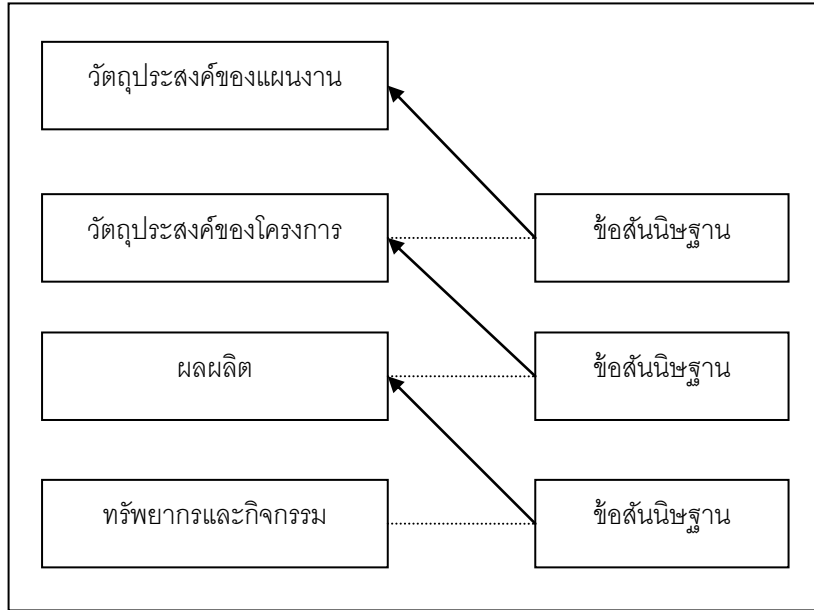 วัตถุประสงค์ของแผนงาน
วัตถุประสงค์ของโครงการ
ข้อสันนิษฐาน
ผลผลิต
ข้อสันนิษฐาน
ทรัพยากรและกิจกรรม
ข้อสันนิษฐาน